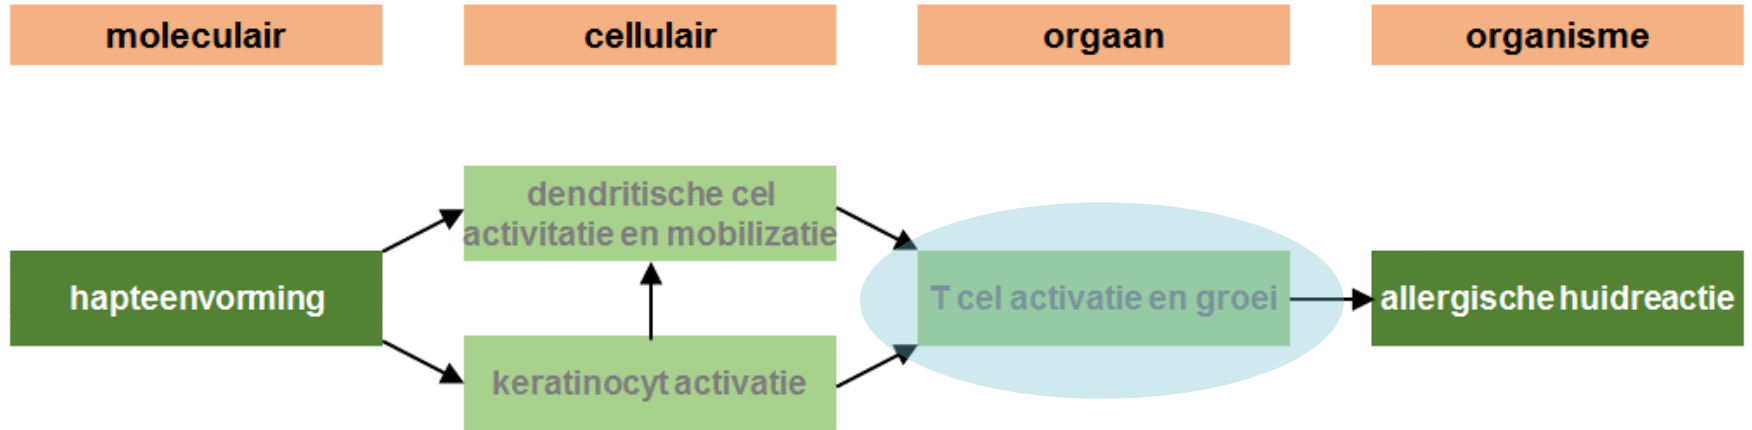 moleculair
cellulair
orgaan
organisme
dendritische cel
activitatie en mobilizatie
hapteenvorming
T cel activatie en groei
allergische huidreactie
keratinocyt activatie